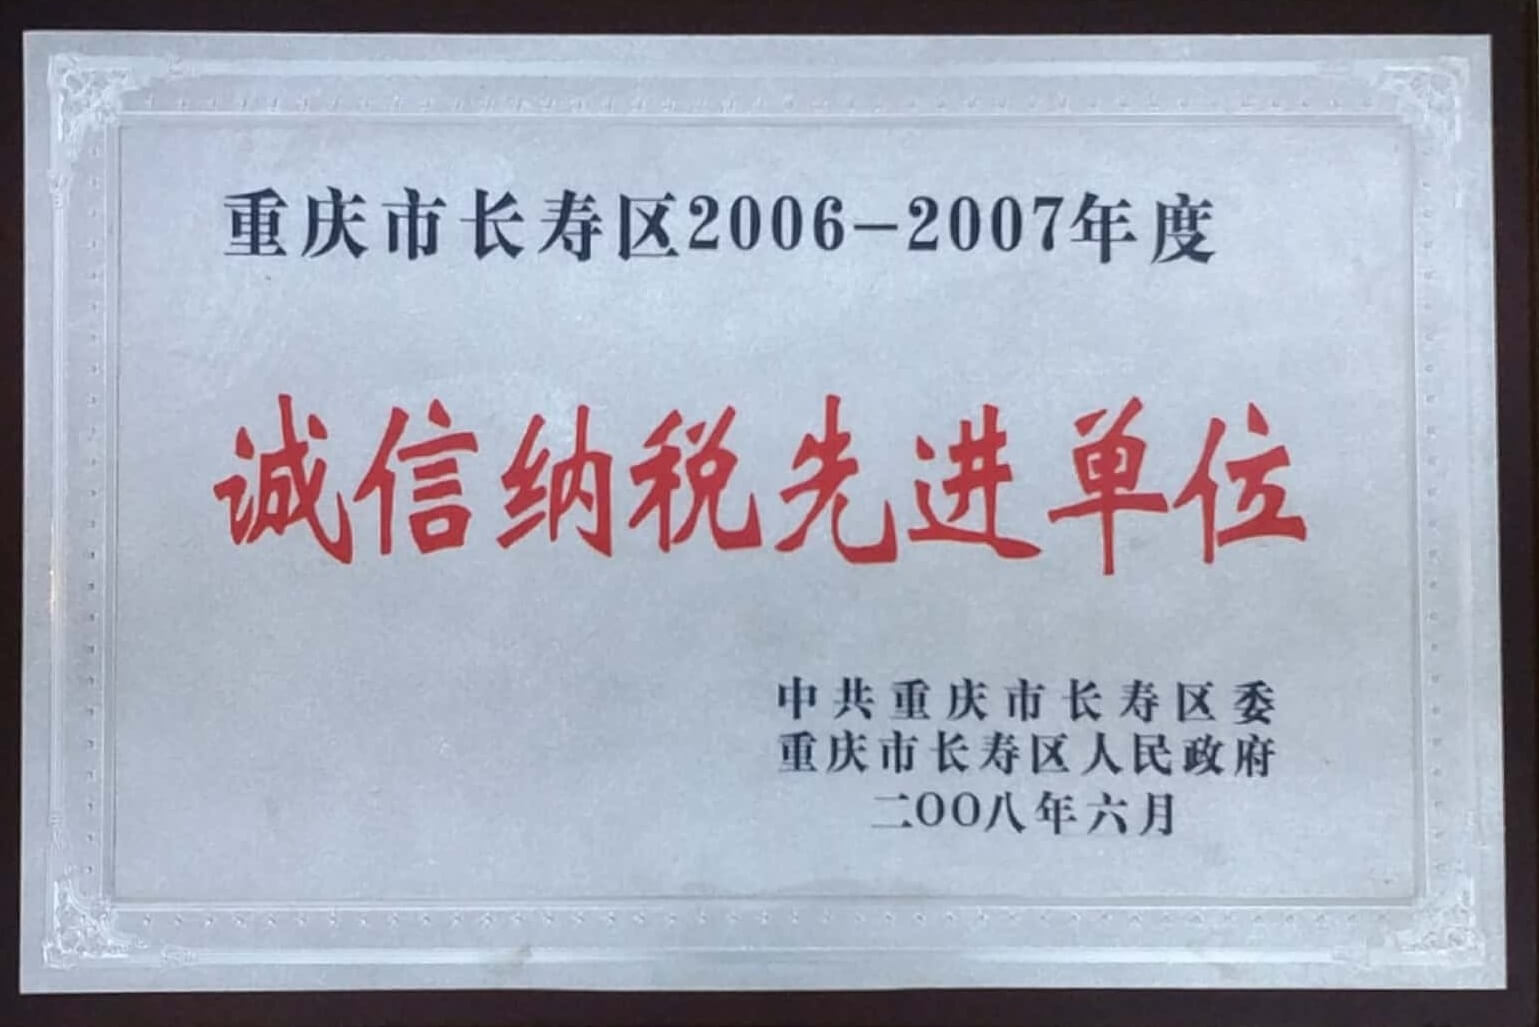 重庆市长寿区2006-2007年度
诚信纳税先进单位
中共重庆市长寿区委
重庆市长寿区人民政府
二〇〇八年六月